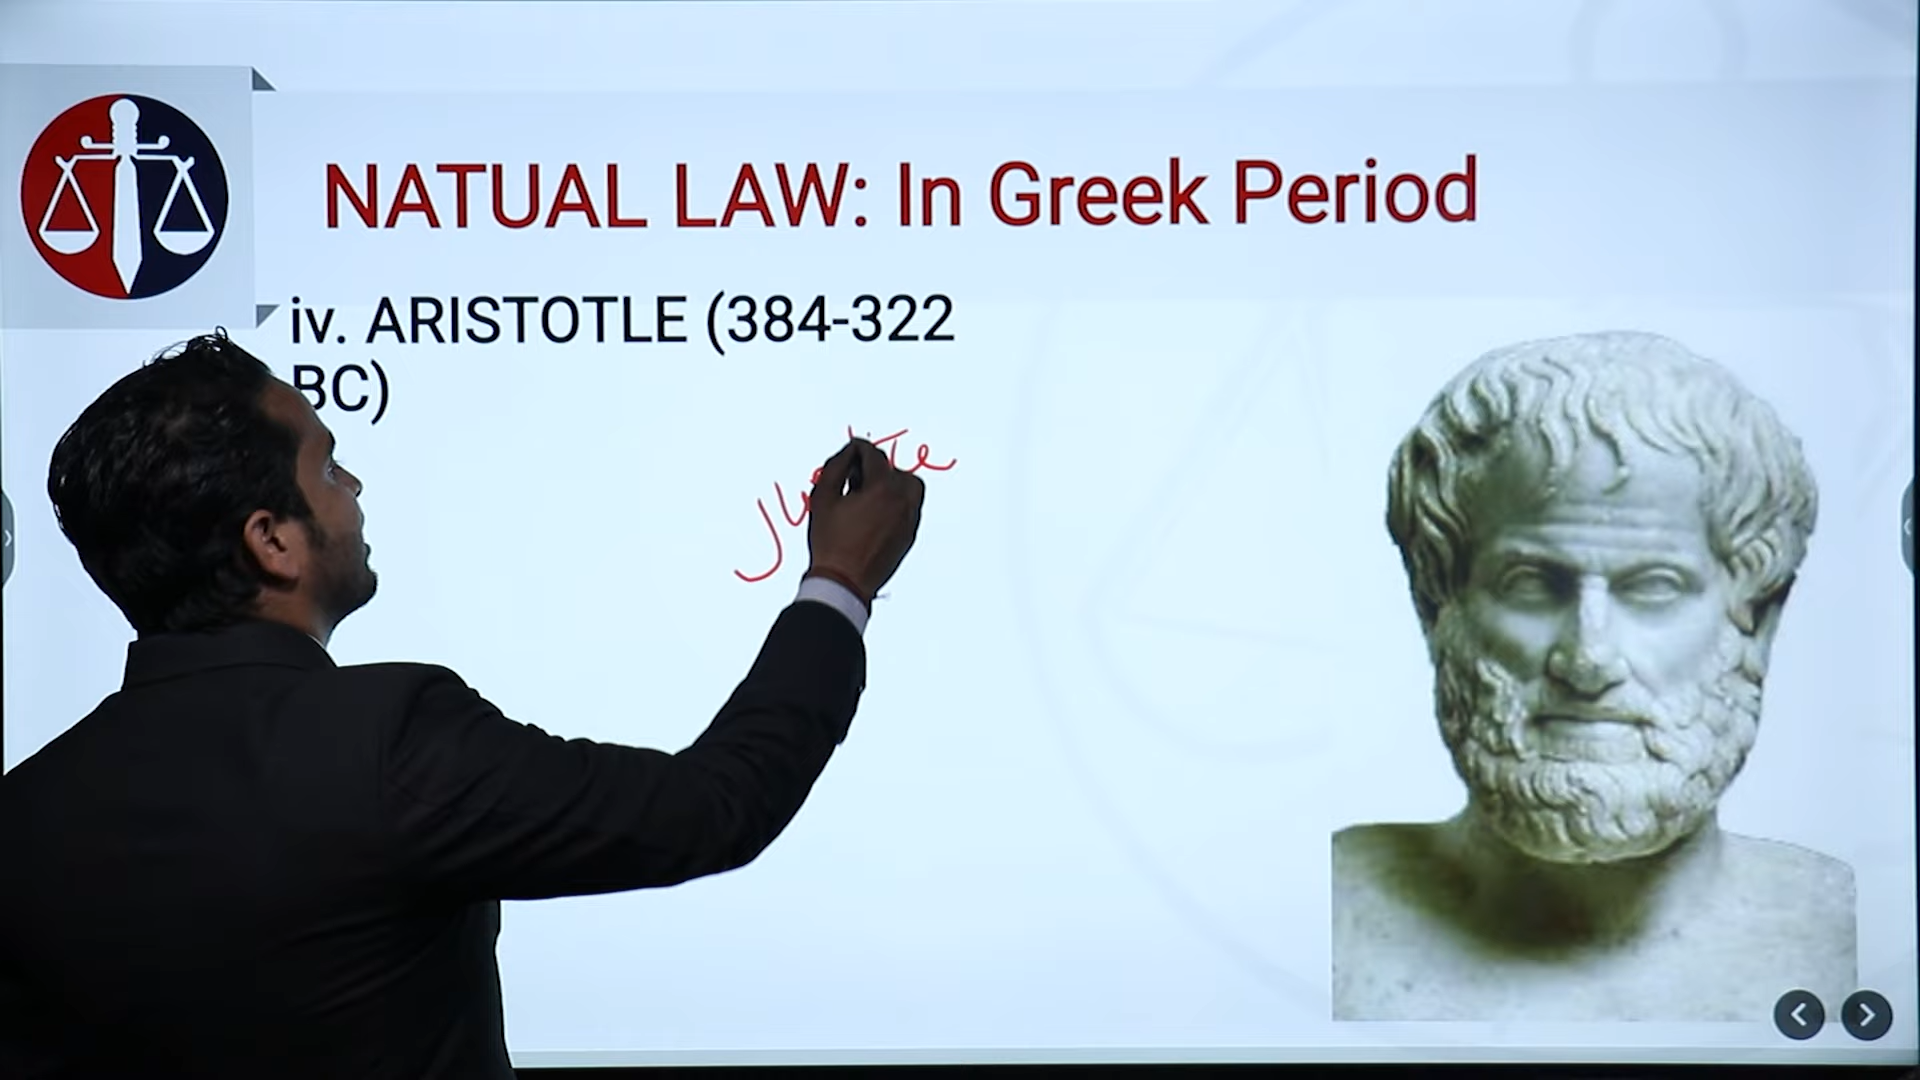 NATUAL LAW: In Greek Period
iv. ARISTOTLE (384-322
BC)